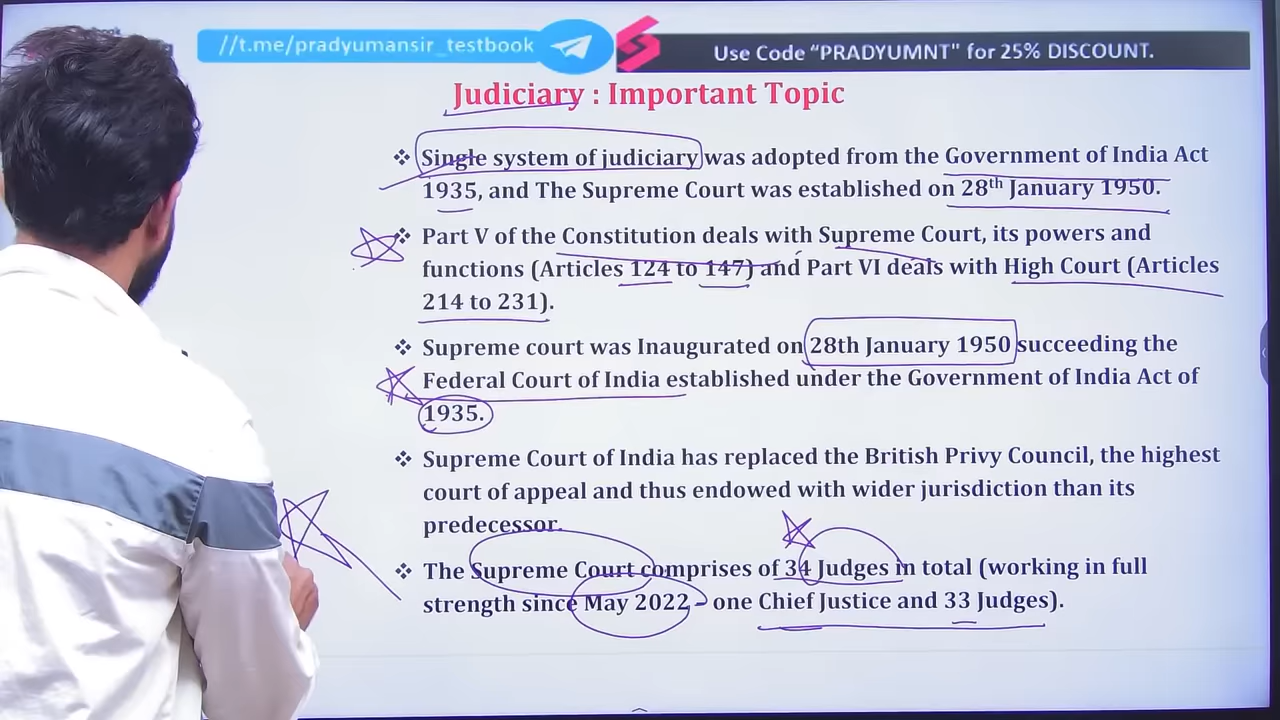 //t.me/pradyumansir_testbook
Use Code “PRADYUMNT" for 25% DISCOUNT.
Judiciary : Important Topic
❖ Single system of judiciary was adopted from the Government of India Act
1935, and The Supreme Court was established on 28th January 1950.
❖ Part V of the Constitution deals with Supreme Court, its powers and
functions (Articles 124 to 147) and Part VI deals with High Court (Articles
214 to 231).
❖ Supreme court was Inaugurated on 28th January 1950 succeeding the
Federal Court of India established under the Government of India Act of
1935.
❖ Supreme Court of India has replaced the British Privy Council, the highest
court of appeal and thus endowed with wider jurisdiction than its
predecessor.
❖ The Supreme Court comprises of 34 Judges in total (working in full
strength since May 2022 – one Chief Justice and 33 Judges).